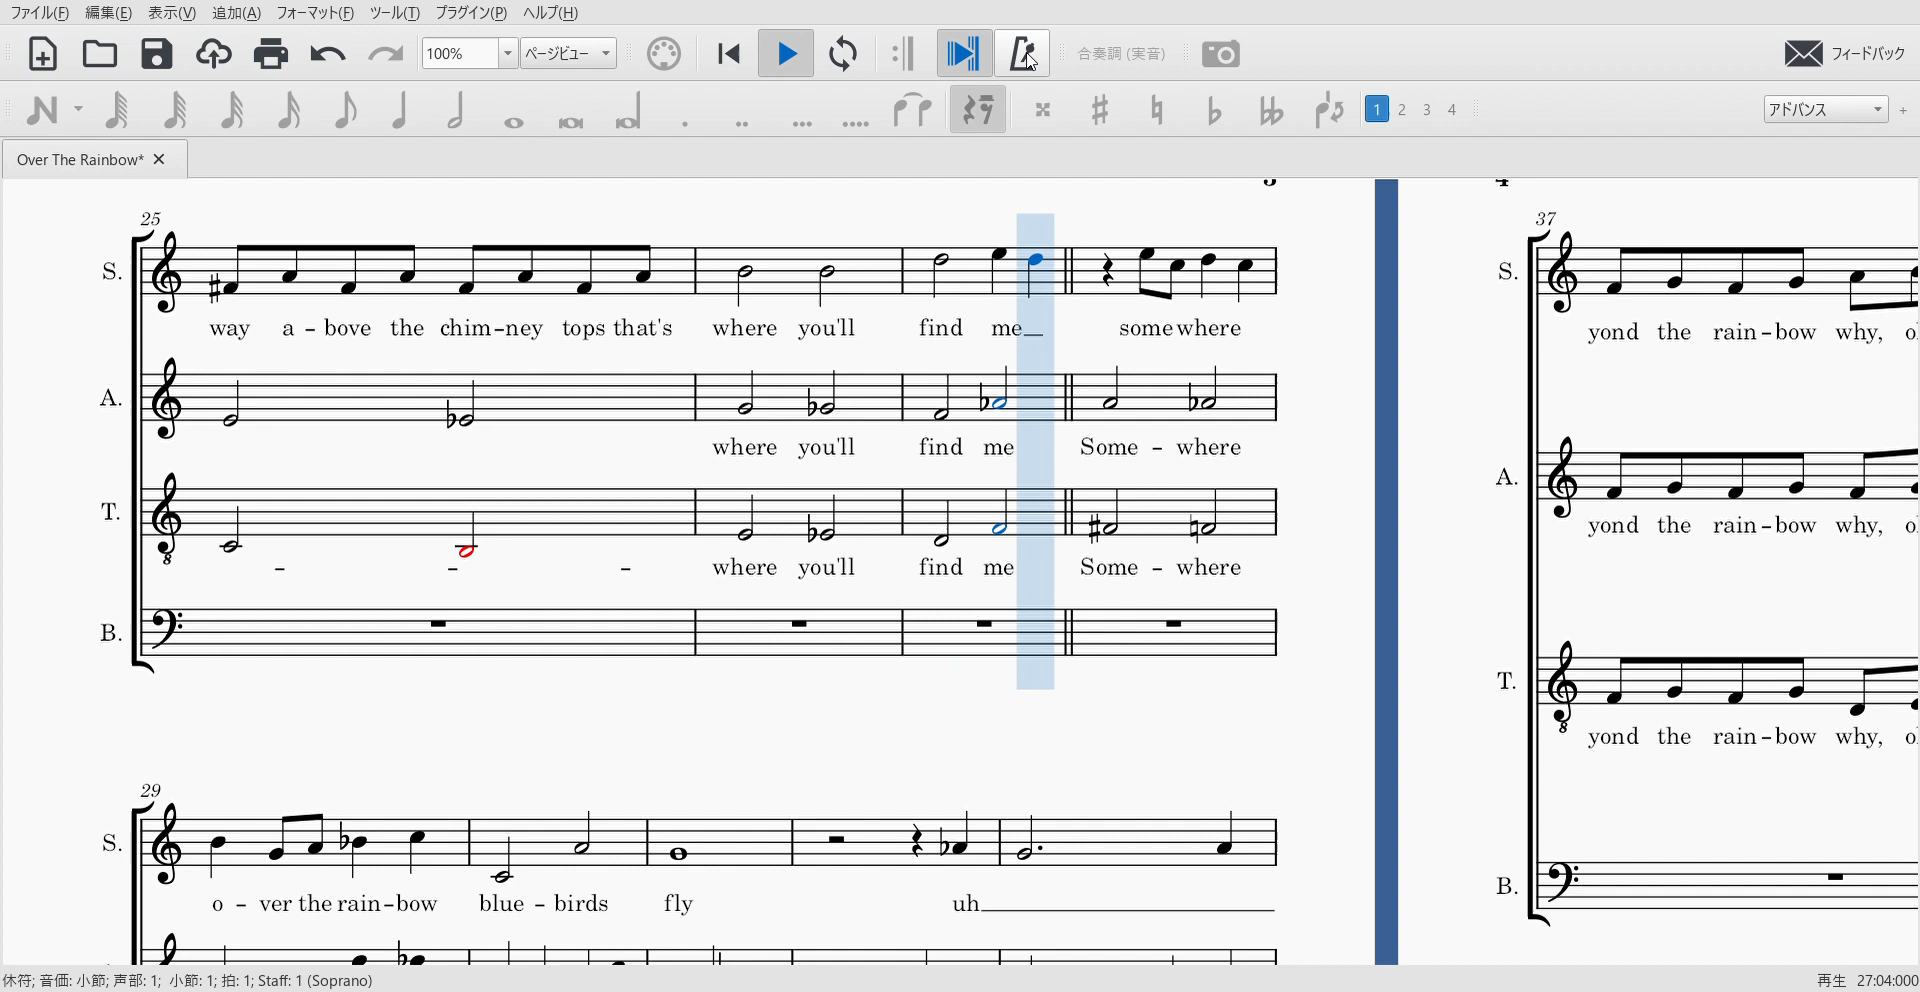 ファイル(F) 編集(E) 表示(V) 追加(A) フォーマット(F) ツール(T) プラグイン(P) ヘルプ(H)
100% ページビュー 合奏調 (実音) フィードバック
1 2 3 4 アドバンス +
Over The Rainbow*
3 4
25
S.
way a - bove the chim - ney tops that's where you'll find me_ somewhere
A.
where you'll find me Some - where
T.
8
- - - where you'll find me Some - where
B.
29
S.
o - ver the rain - bow blue - birds fly uh
37
S.
yond the rain - bow why,
A.
yond the rain - bow why,
T.
8
yond the rain - bow why,
B.
休符; 音価: 小節; 声部: 1; 小節: 1; 拍: 1; Staff: 1 (Soprano) 再生 27:04:000